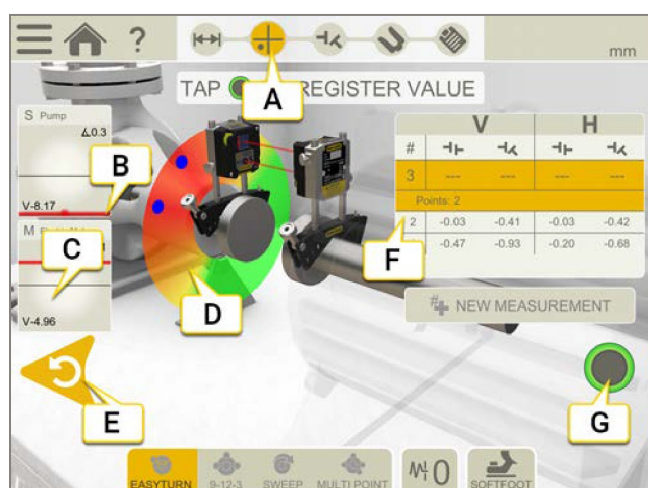 ?
mm
TAP REGISTER VALUE
A
S Pump
∡0.3
B
V-8.17
M
C
V-4.96
V H
#
3 --- --- --- ---
Points: 2
2 -0.03 -0.41 -0.03 -0.42
-0.47 -0.93 -0.20 -0.68
F
D
NEW MEASUREMENT
E
G
EASYTURN 9-12-3 SWEEP MULTI POINT 0 SOFTFOOT